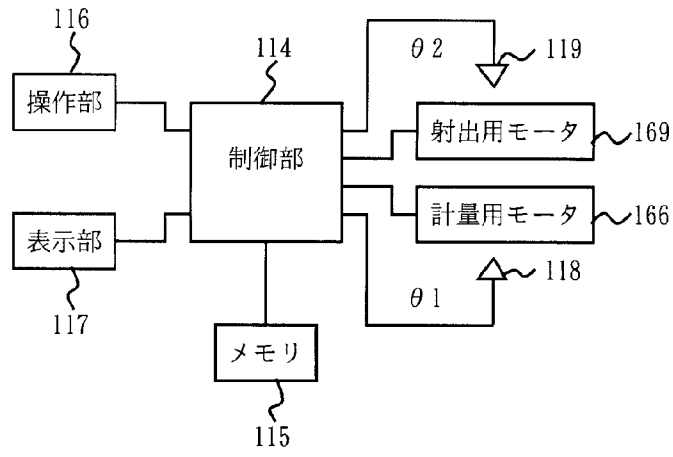 116
操作部
114
制御部
θ2
119
射出用モータ
169
計量用モータ
166
表示部
117
θ1
118
メモリ
115